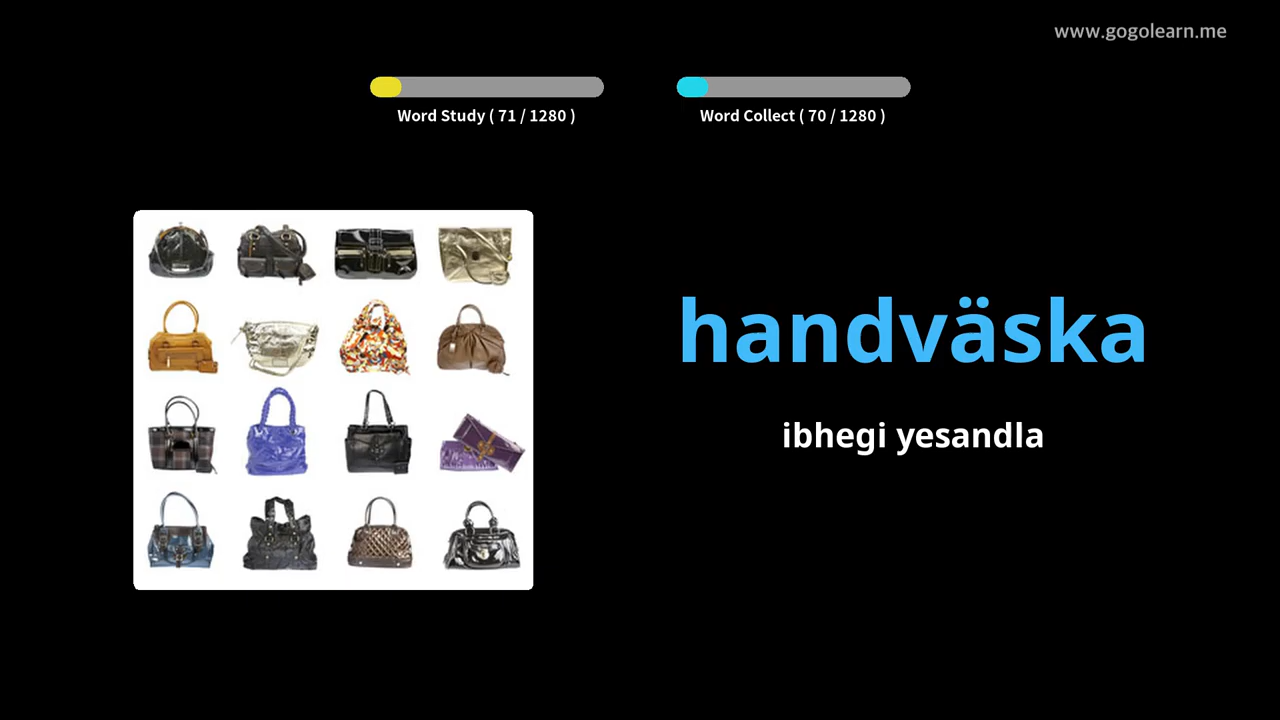 www.gogolearn.me
Word Study ( 71 / 1280 )
Word Collect ( 70 / 1280 )
handväska
ibhegi yesandla